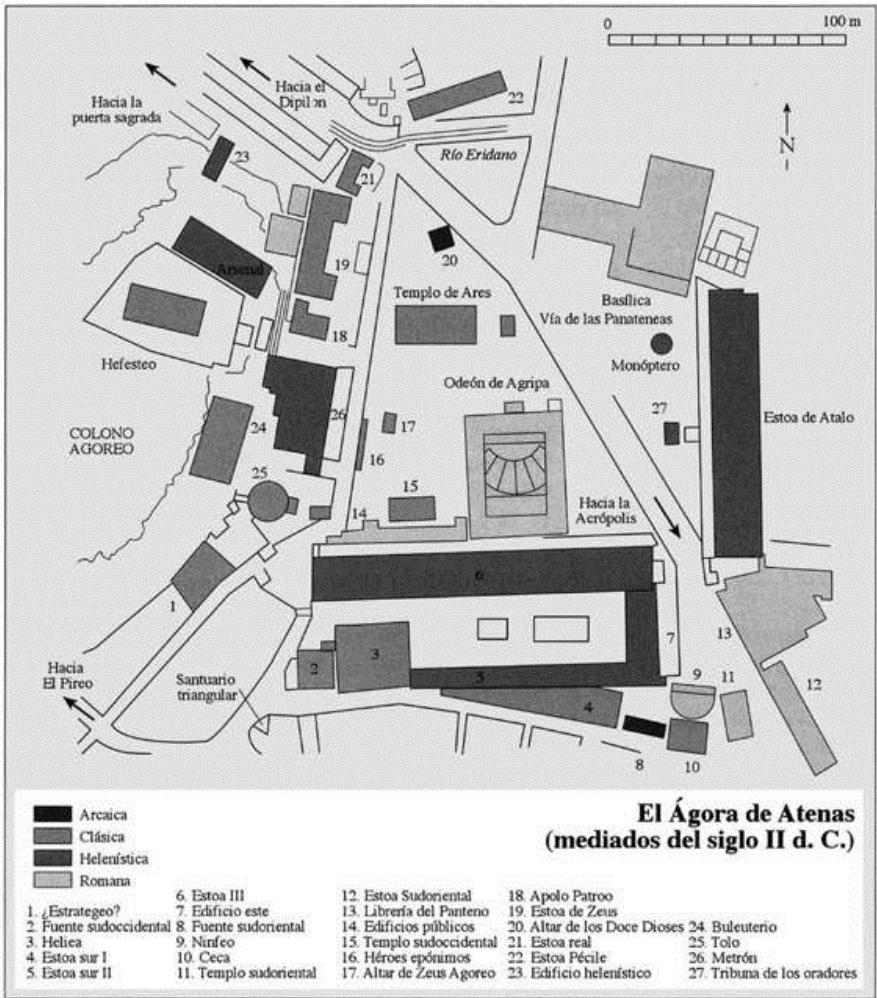 0 100 m
Hacia el
Dipilon
Hacia la
puerta sagrada
22
23
21
Río Eridano
N
20
19
Arsenal
Templo de Ares
Basílica
Vía de las Panateneas
18
Monóptero
Hefesteo
Odeón de Agripa
26
27
Estoa de Atalo
COLONO
AGOREO
24
17
16
25
15
14
Hacia la
Acrópolis
6
1
13
7
3
2
Hacia
El Pireo
Santuario
triangular
5
9
11
12
4
8
10
El Ágora de Atenas
(mediados del siglo II d. C.)
Arcaica
Clásica
Helenística
Romana
1. ¿Estrategeo?
2. Fuente sudoccidental
3. Heliea
4. Estoa sur I
5. Estoa sur II
6. Estoa III
7. Edificio este
8. Fuente sudoriental
9. Ninfeo
10. Ceca
11. Templo sudoriental
12. Estoa Sudoriental
13. Librería del Panteno
14. Edificios públicos
15. Templo sudoccidental
16. Héroes epónimos
17. Altar de Zeus Agoreo
18. Apolo Patroo
19. Estoa de Zeus
20. Altar de los Doce Dioses
21. Estoa real
22. Estoa Pécile
23. Edificio helenístico
24. Buleuterio
25. Tolo
26. Metrón
27. Tribuna de los oradores